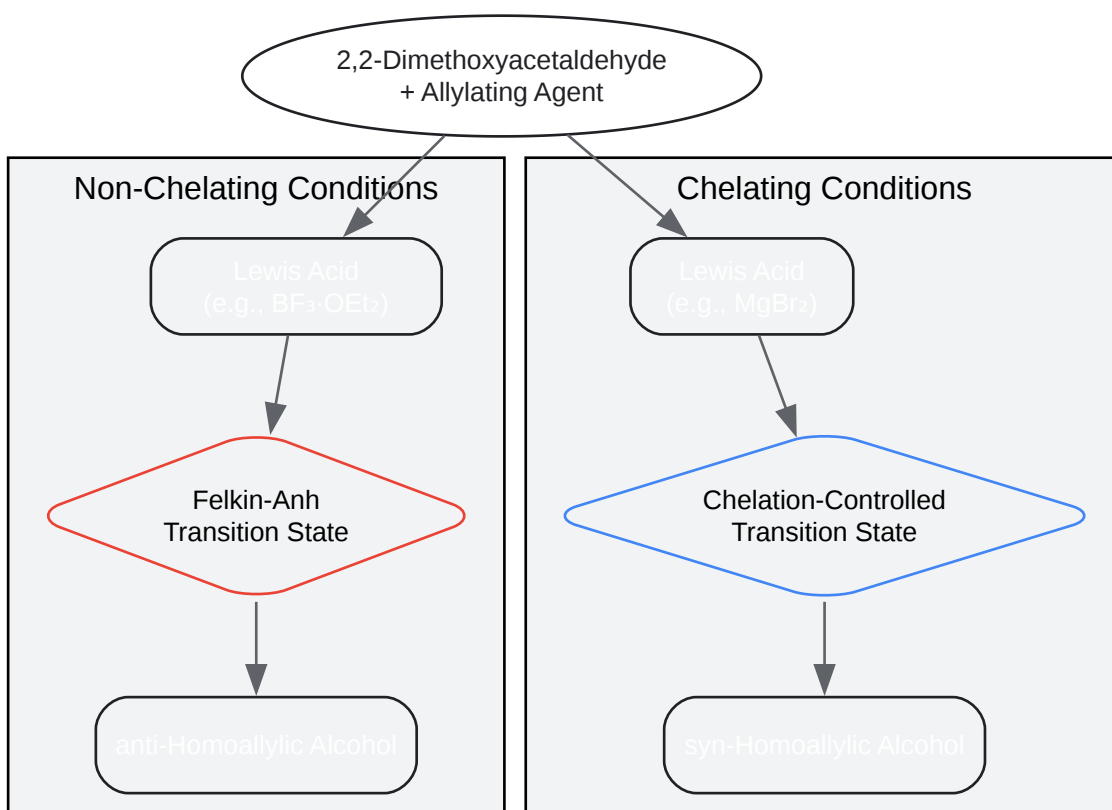 2,2-Dimethoxyacetaldehyde
+ Allylating Agent
Non-Chelating Conditions
Lewis Acid
(e.g., BF₃·OEt₂)
Felkin-Anh
Transition State
anti-Homoallylic Alcohol
Chelating Conditions
Lewis Acid
(e.g., MgBr₂)
Chelation-Controlled
Transition State
syn-Homoallylic Alcohol